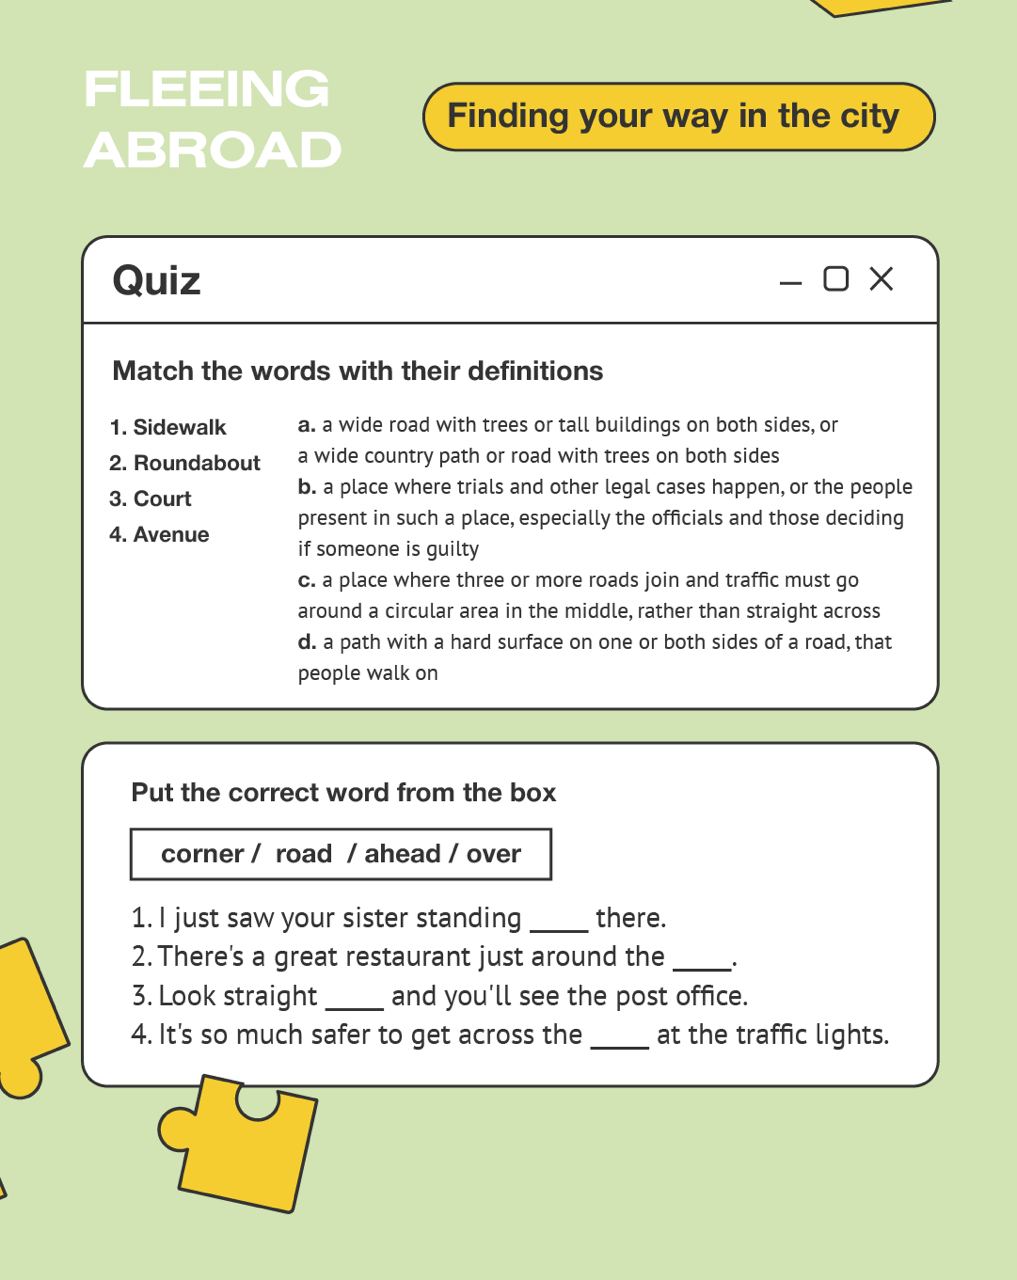 FLEEING
ABROAD
Finding your way in the city
Quiz
Match the words with their definitions
1. Sidewalk
2. Roundabout
3. Court
4. Avenue
a. a wide road with trees or tall buildings on both sides, or
a wide country path or road with trees on both sides
b. a place where trials and other legal cases happen, or the people
present in such a place, especially the officials and those deciding
if someone is guilty
c. a place where three or more roads join and traffic must go
around a circular area in the middle, rather than straight across
d. a path with a hard surface on one or both sides of a road, that
people walk on
Put the correct word from the box
corner / road / ahead / over
1. I just saw your sister standing ____ there.
2. There's a great restaurant just around the ____.
3. Look straight ____ and you'll see the post office.
4. It's so much safer to get across the ____ at the traffic lights.